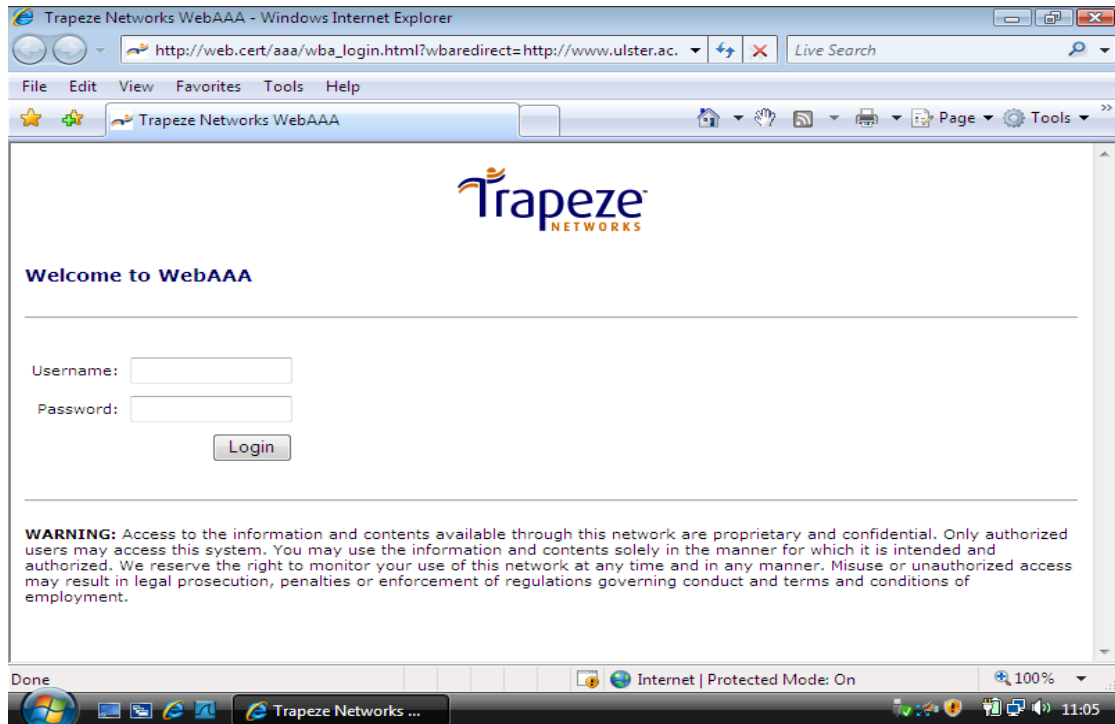 Trapeze Networks WebAAA - Windows Internet Explorer
http://web.cert/aaa/wba_login.html?wbaredirect=http://www.ulster.ac.
Live Search
File Edit View Favorites Tools Help
Trapeze Networks WebAAA
Page Tools
Trapeze
NETWORKS
Welcome to WebAAA
Username:
Password:
Login
WARNING: Access to the information and contents available through this network are proprietary and confidential. Only authorized
users may access this system. You may use the information and contents solely in the manner for which it is intended and
authorized. We reserve the right to monitor your use of this network at any time and in any manner. Misuse or unauthorized access
may result in legal prosecution, penalties or enforcement of regulations governing conduct and terms and conditions of
employment.
Done Internet | Protected Mode: On 100%
Trapeze Networks ... 11:05